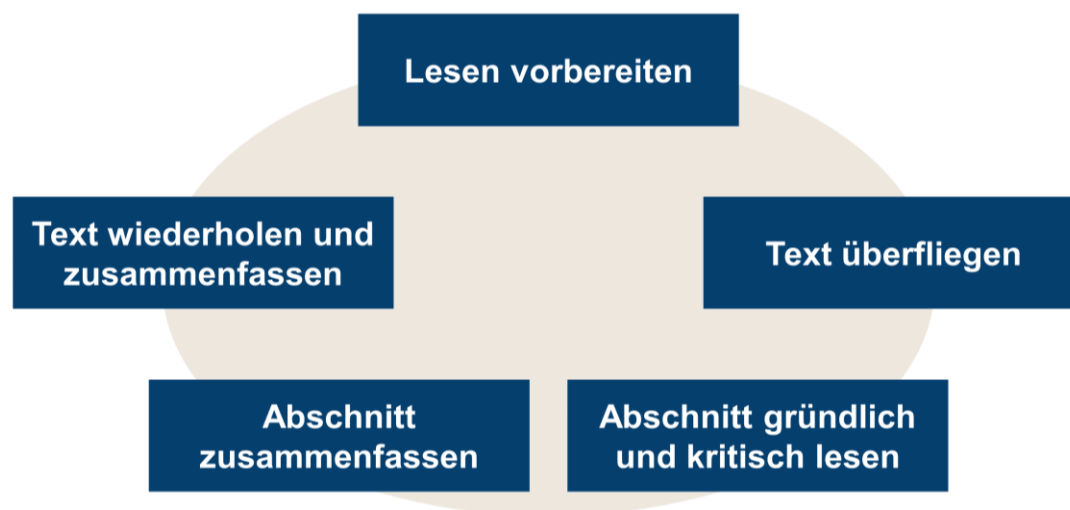 Lesen vorbereiten
Text überfliegen
Abschnitt gründlich
und kritisch lesen
Abschnitt
zusammenfassen
Text wiederholen und
zusammenfassen